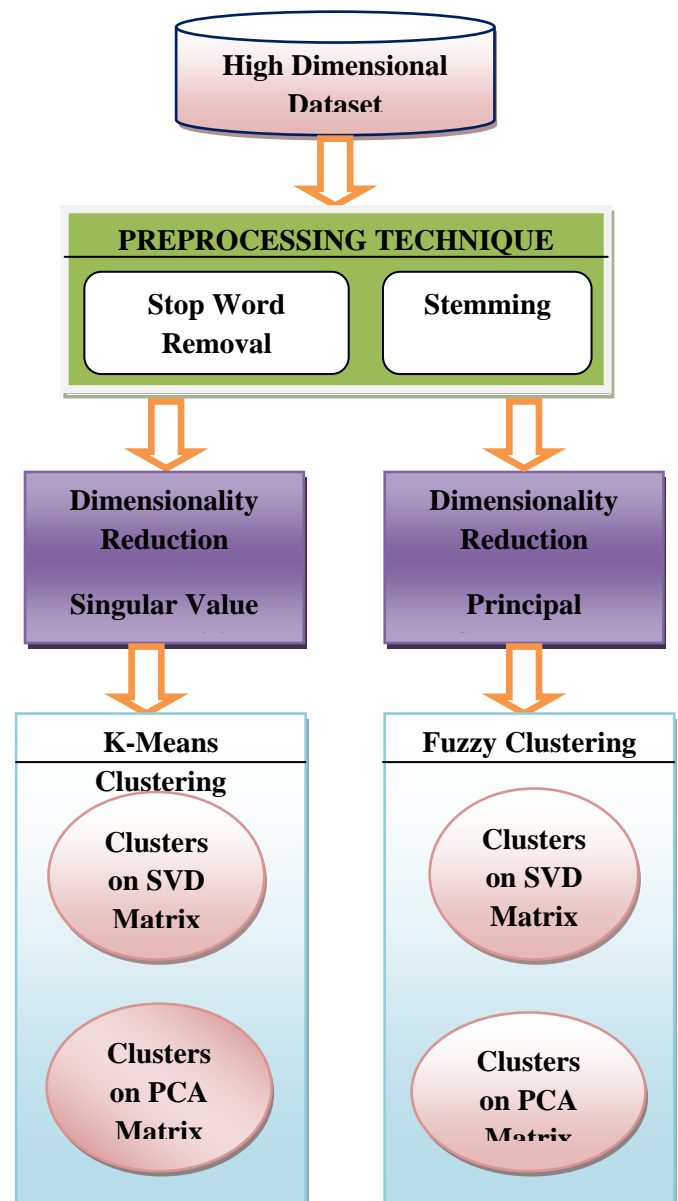 High Dimensional
Dataset
PREPROCESSING TECHNIQUE
Stop Word
Removal
Stemming
Dimensionality
Reduction
Singular Value
Dimensionality
Reduction
Principal
K-Means
Clustering
Clusters
on SVD
Matrix
Clusters
on PCA
Matrix
Fuzzy Clustering
Clusters
on SVD
Matrix
Clusters
on PCA
Matrix